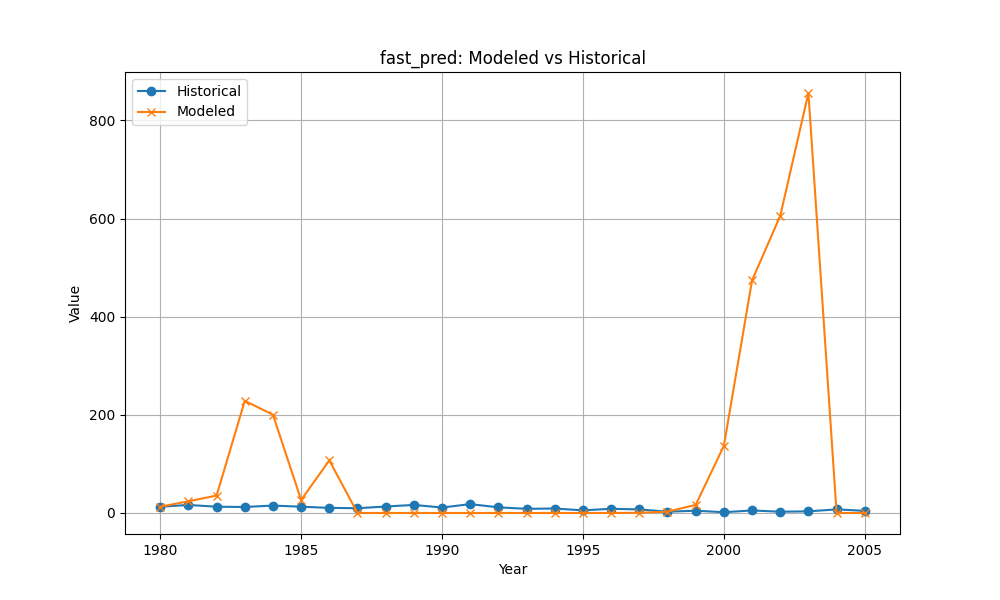 fast_pred: Modeled vs Historical
Historical
Modeled
800
600
400
200
0
Value
1980
1985
1990
1995
2000
2005
Year